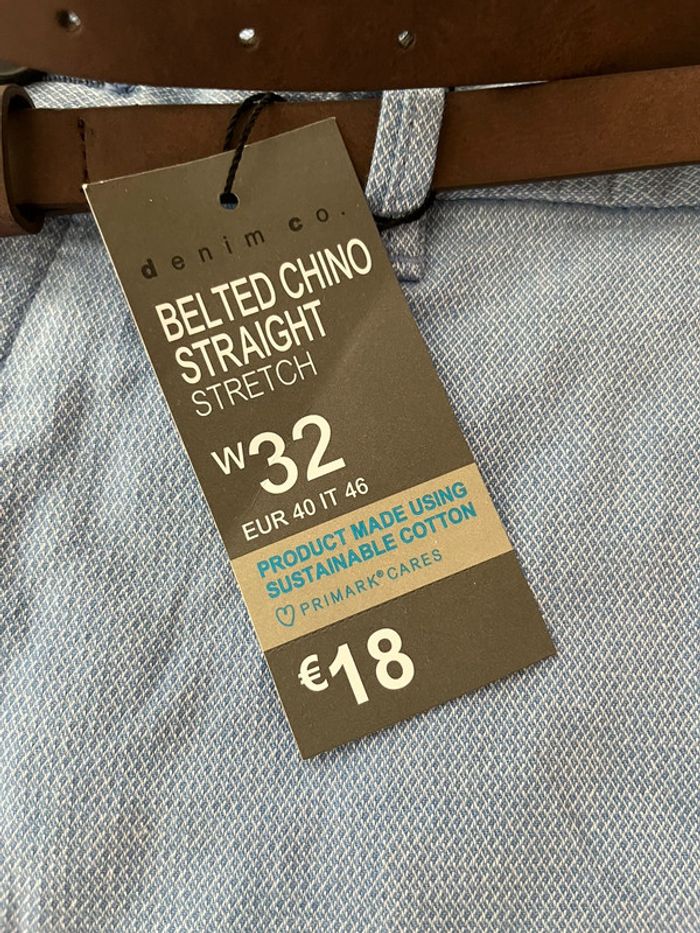 denim co.
BELTED CHINO
STRAIGHT
STRETCH
W32
EUR 40 IT 46
PRODUCT MADE USING
SUSTAINABLE COTTON
PRIMARK® CARES
€18